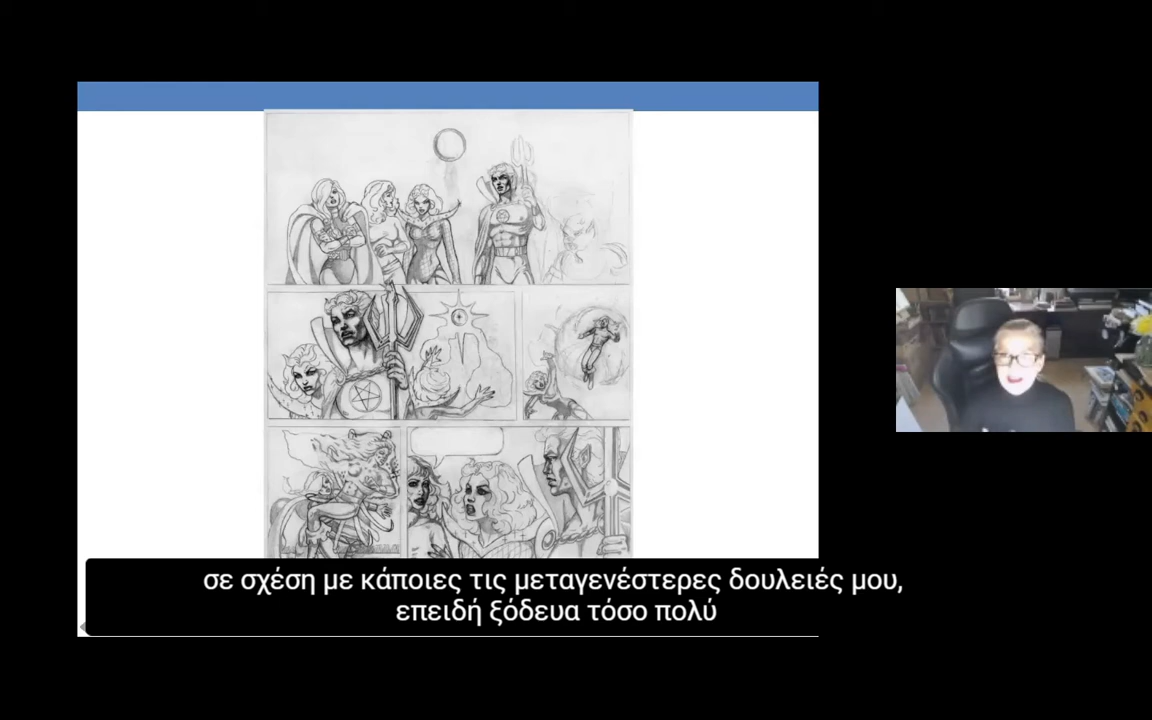 σε σχέση με κάποιες τις μεταγενέστερες δουλειές μου,
επειδή ξόδευα τόσο πολύ